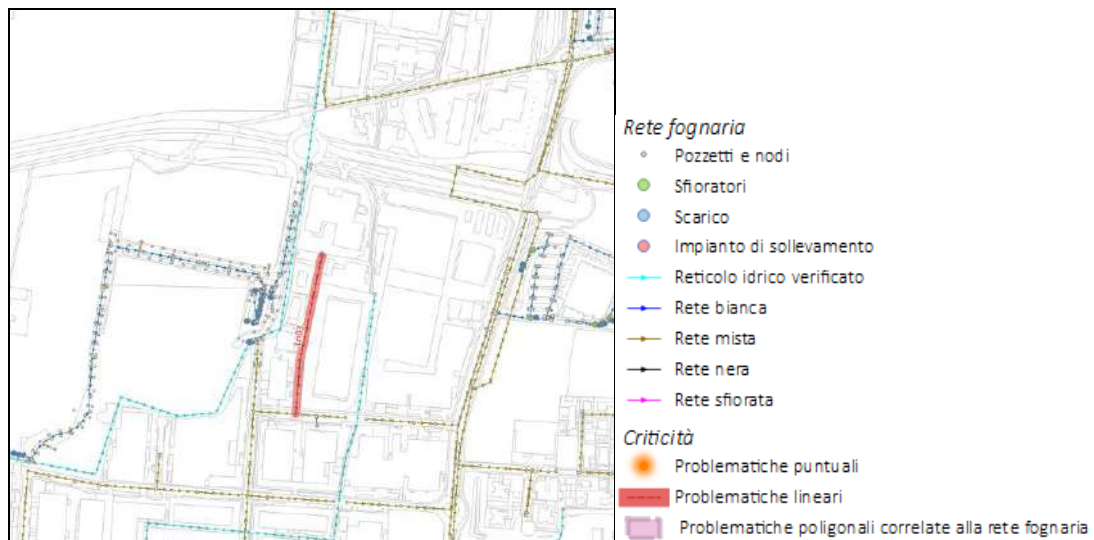 Rete fognaria
Pozzetti e nodi
Sfioratori
Scarico
Impianto di sollevamento
Reticolo idrico verificato
Rete bianca
Rete mista
Rete nera
Rete sfiorata
Criticità
Problematiche puntuali
Problematiche lineari
Problematiche poligonali correlate alla rete fognaria